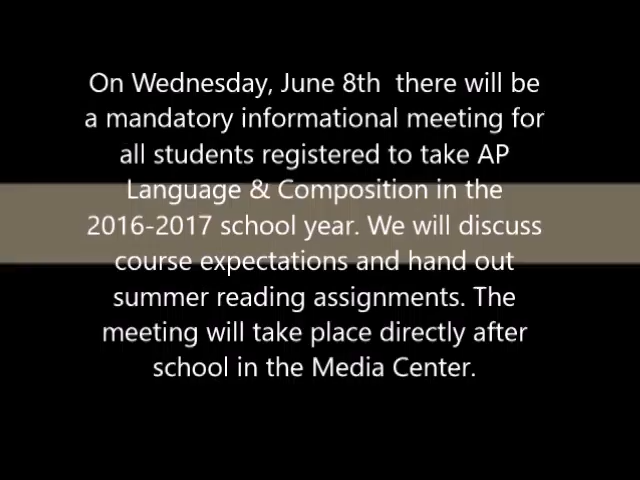 On Wednesday, June 8th  there will be
a mandatory informational meeting for
all students registered to take AP
Language & Composition in the
2016-2017 school year. We will discuss
course expectations and hand out
summer reading assignments. The
meeting will take place directly after
school in the Media Center.